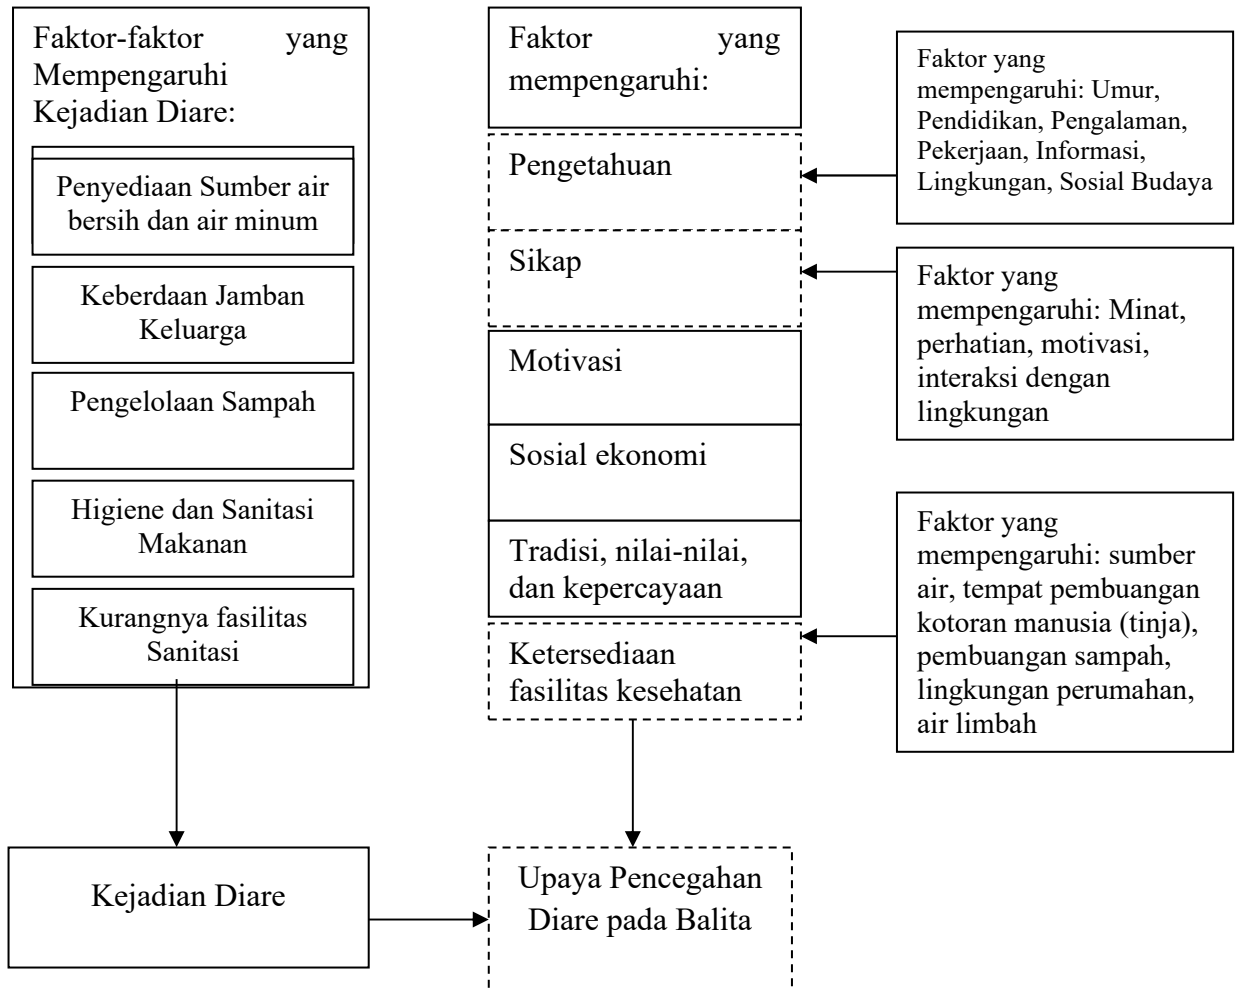 Faktor-faktor yang
Mempengaruhi
Kejadian Diare:
Penyediaan Sumber air
bersih dan air minum
Keberdaan Jamban
Keluarga
Pengelolaan Sampah
Higiene dan Sanitasi
Makanan
Kurangnya fasilitas
Sanitasi
Kejadian Diare
Faktor yang
mempengaruhi:
Pengetahuan
Sikap
Motivasi
Sosial ekonomi
Tradisi, nilai-nilai,
dan kepercayaan
Ketersediaan
fasilitas kesehatan
Upaya Pencegahan
Diare pada Balita
Faktor yang
mempengaruhi: Umur,
Pendidikan, Pengalaman,
Pekerjaan, Informasi,
Lingkungan, Sosial Budaya
Faktor yang
mempengaruhi: Minat,
perhatian, motivasi,
interaksi dengan
lingkungan
Faktor yang
mempengaruhi: sumber
air, tempat pembuangan
kotoran manusia (tinja),
pembuangan sampah,
lingkungan perumahan,
air limbah